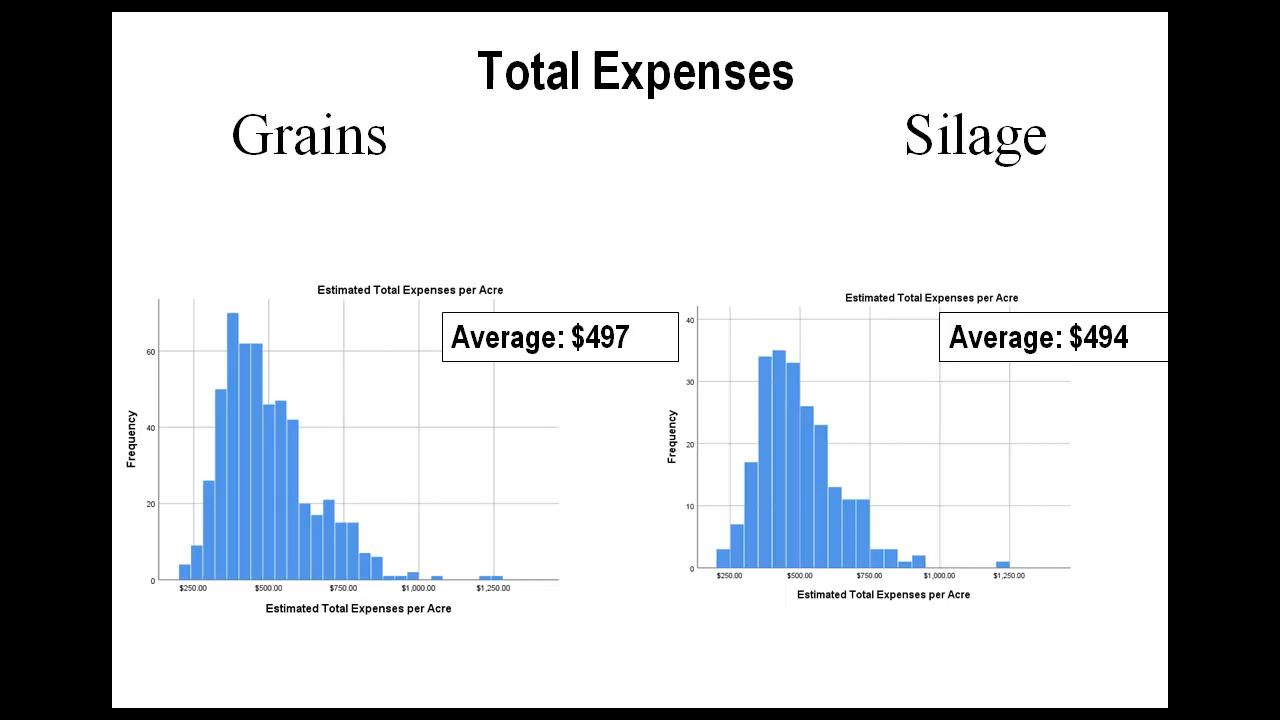 Total Expenses
Grains
Silage
Estimated Total Expenses per Acre
Average: $497
Frequency
60
40
20
0
$250.00 $500.00 $750.00 $1,000.00 $1,250.00
Estimated Total Expenses per Acre
Estimated Total Expenses per Acre
Average: $494
Frequency
40
30
20
10
0
$250.00 $500.00 $750.00 $1,000.00 $1,250.00
Estimated Total Expenses per Acre